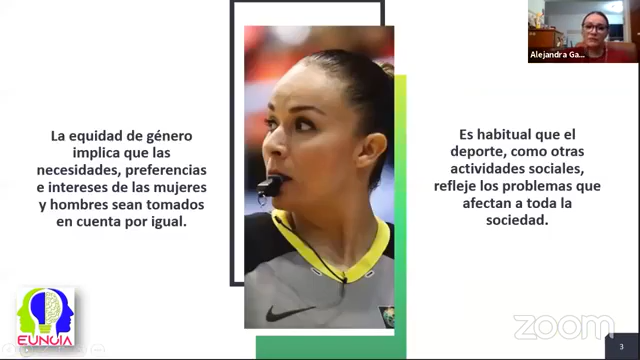 Alejandra Ga...
La equidad de género
implica que las
necesidades, preferencias
e intereses de las mujeres
y hombres sean tomados
en cuenta por igual.
Es habitual que el
deporte, como otras
actividades sociales,
refleje los problemas que
afectan a toda la
sociedad.
EUNOIA
zoom
3